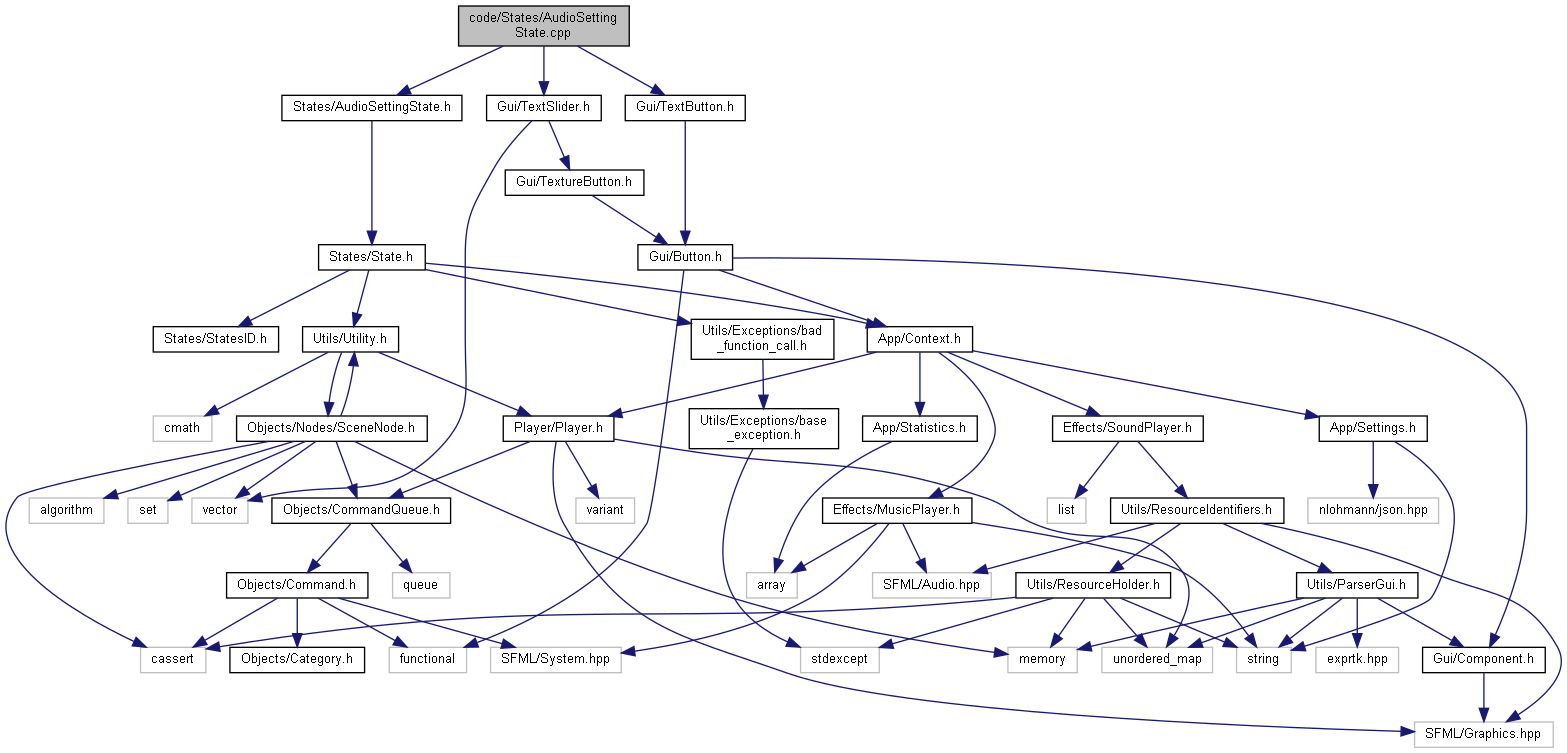 code/States/AudioSetting
State.cpp
States/AudioSettingState.h
Gui/TextSlider.h
Gui/TextButton.h
Gui/TextureButton.h
States/State.h
Gui/Button.h
States/StatesID.h
Utils/Utility.h
Utils/Exceptions/bad
_function_call.h
App/Context.h
cmath
Objects/Nodes/SceneNode.h
Player/Player.h
Utils/Exceptions/base
_exception.h
App/Statistics.h
Effects/SoundPlayer.h
App/Settings.h
algorithm
set
vector
Objects/CommandQueue.h
variant
Effects/MusicPlayer.h
list
Utils/ResourceIdentifiers.h
nlohmann/json.hpp
Objects/Command.h
queue
array
SFML/Audio.hpp
Utils/ResourceHolder.h
Utils/ParserGui.h
cassert
Objects/Category.h
functional
SFML/System.hpp
stdexcept
memory
unordered_map
string
exprtk.hpp
Gui/Component.h
SFML/Graphics.hpp